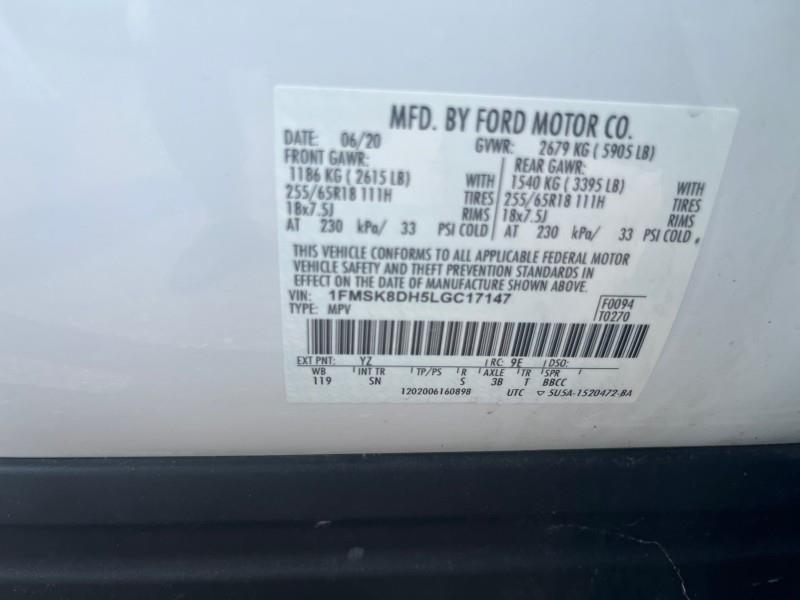 MFD. BY FORD MOTOR CO.
DATE: 06/20 GVWR: 2679 KG ( 5905 LB)
FRONT GAWR: REAR GAWR:
1186 KG ( 2615 LB) WITH 1540 KG ( 3395 LB) WITH
255/65R18 111H TIRES 255/65R18 111H TIRES
18x7.5J RIMS 18x7.5J RIMS
AT 230 kPa/ 33 PSI COLD AT 230 kPa/ 33 PSI COLD
THIS VEHICLE CONFORMS TO ALL APPLICABLE FEDERAL MOTOR
VEHICLE SAFETY AND THEFT PREVENTION STANDARDS IN
EFFECT ON THE DATE OF MANUFACTURE SHOWN ABOVE.
VIN: 1FMSK8DH5LGC17147 F0094
TYPE: MPV T0270
EXT PNT: YZ RC: 9E DSO:
WB INT TR TP/PS R AXLE TR SPR
119 SN S 3B T BBCC
1202006160898 UTC ▽ 5U5A-1520472-BA